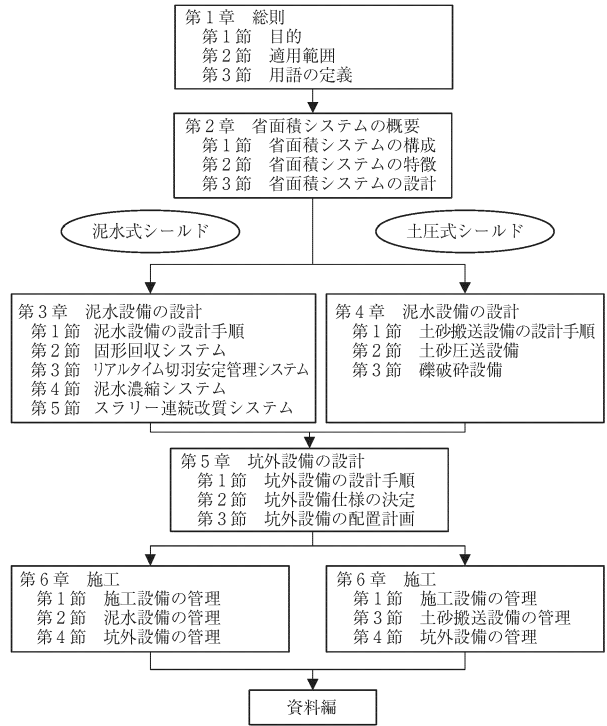 第1章　総則
第1節　目的
第2節　適用範囲
第3節　用語の定義
第2章　省面積システムの概要
第1節　省面積システムの構成
第2節　省面積システムの特徴
第3節　省面積システムの設計
泥水式シールド
土圧式シールド
第3章　泥水設備の設計
第1節　泥水設備の設計手順
第2節　固形回収システム
第3節　リアルタイム切羽安定管理システム
第4節　泥水濃縮システム
第5節　スラリー連続改質システム
第4章　泥水設備の設計
第1節　土砂搬送設備の設計手順
第2節　土砂圧送設備
第3節　礫破砕設備
第5章　坑外設備の設計
第1節　坑外設備の設計手順
第2節　坑外設備仕様の決定
第3節　坑外設備の配置計画
第6章　施工
第1節　施工設備の管理
第2節　泥水設備の管理
第4節　坑外設備の管理
第6章　施工
第1節　施工設備の管理
第3節　土砂搬送設備の管理
第4節　坑外設備の管理
資料編